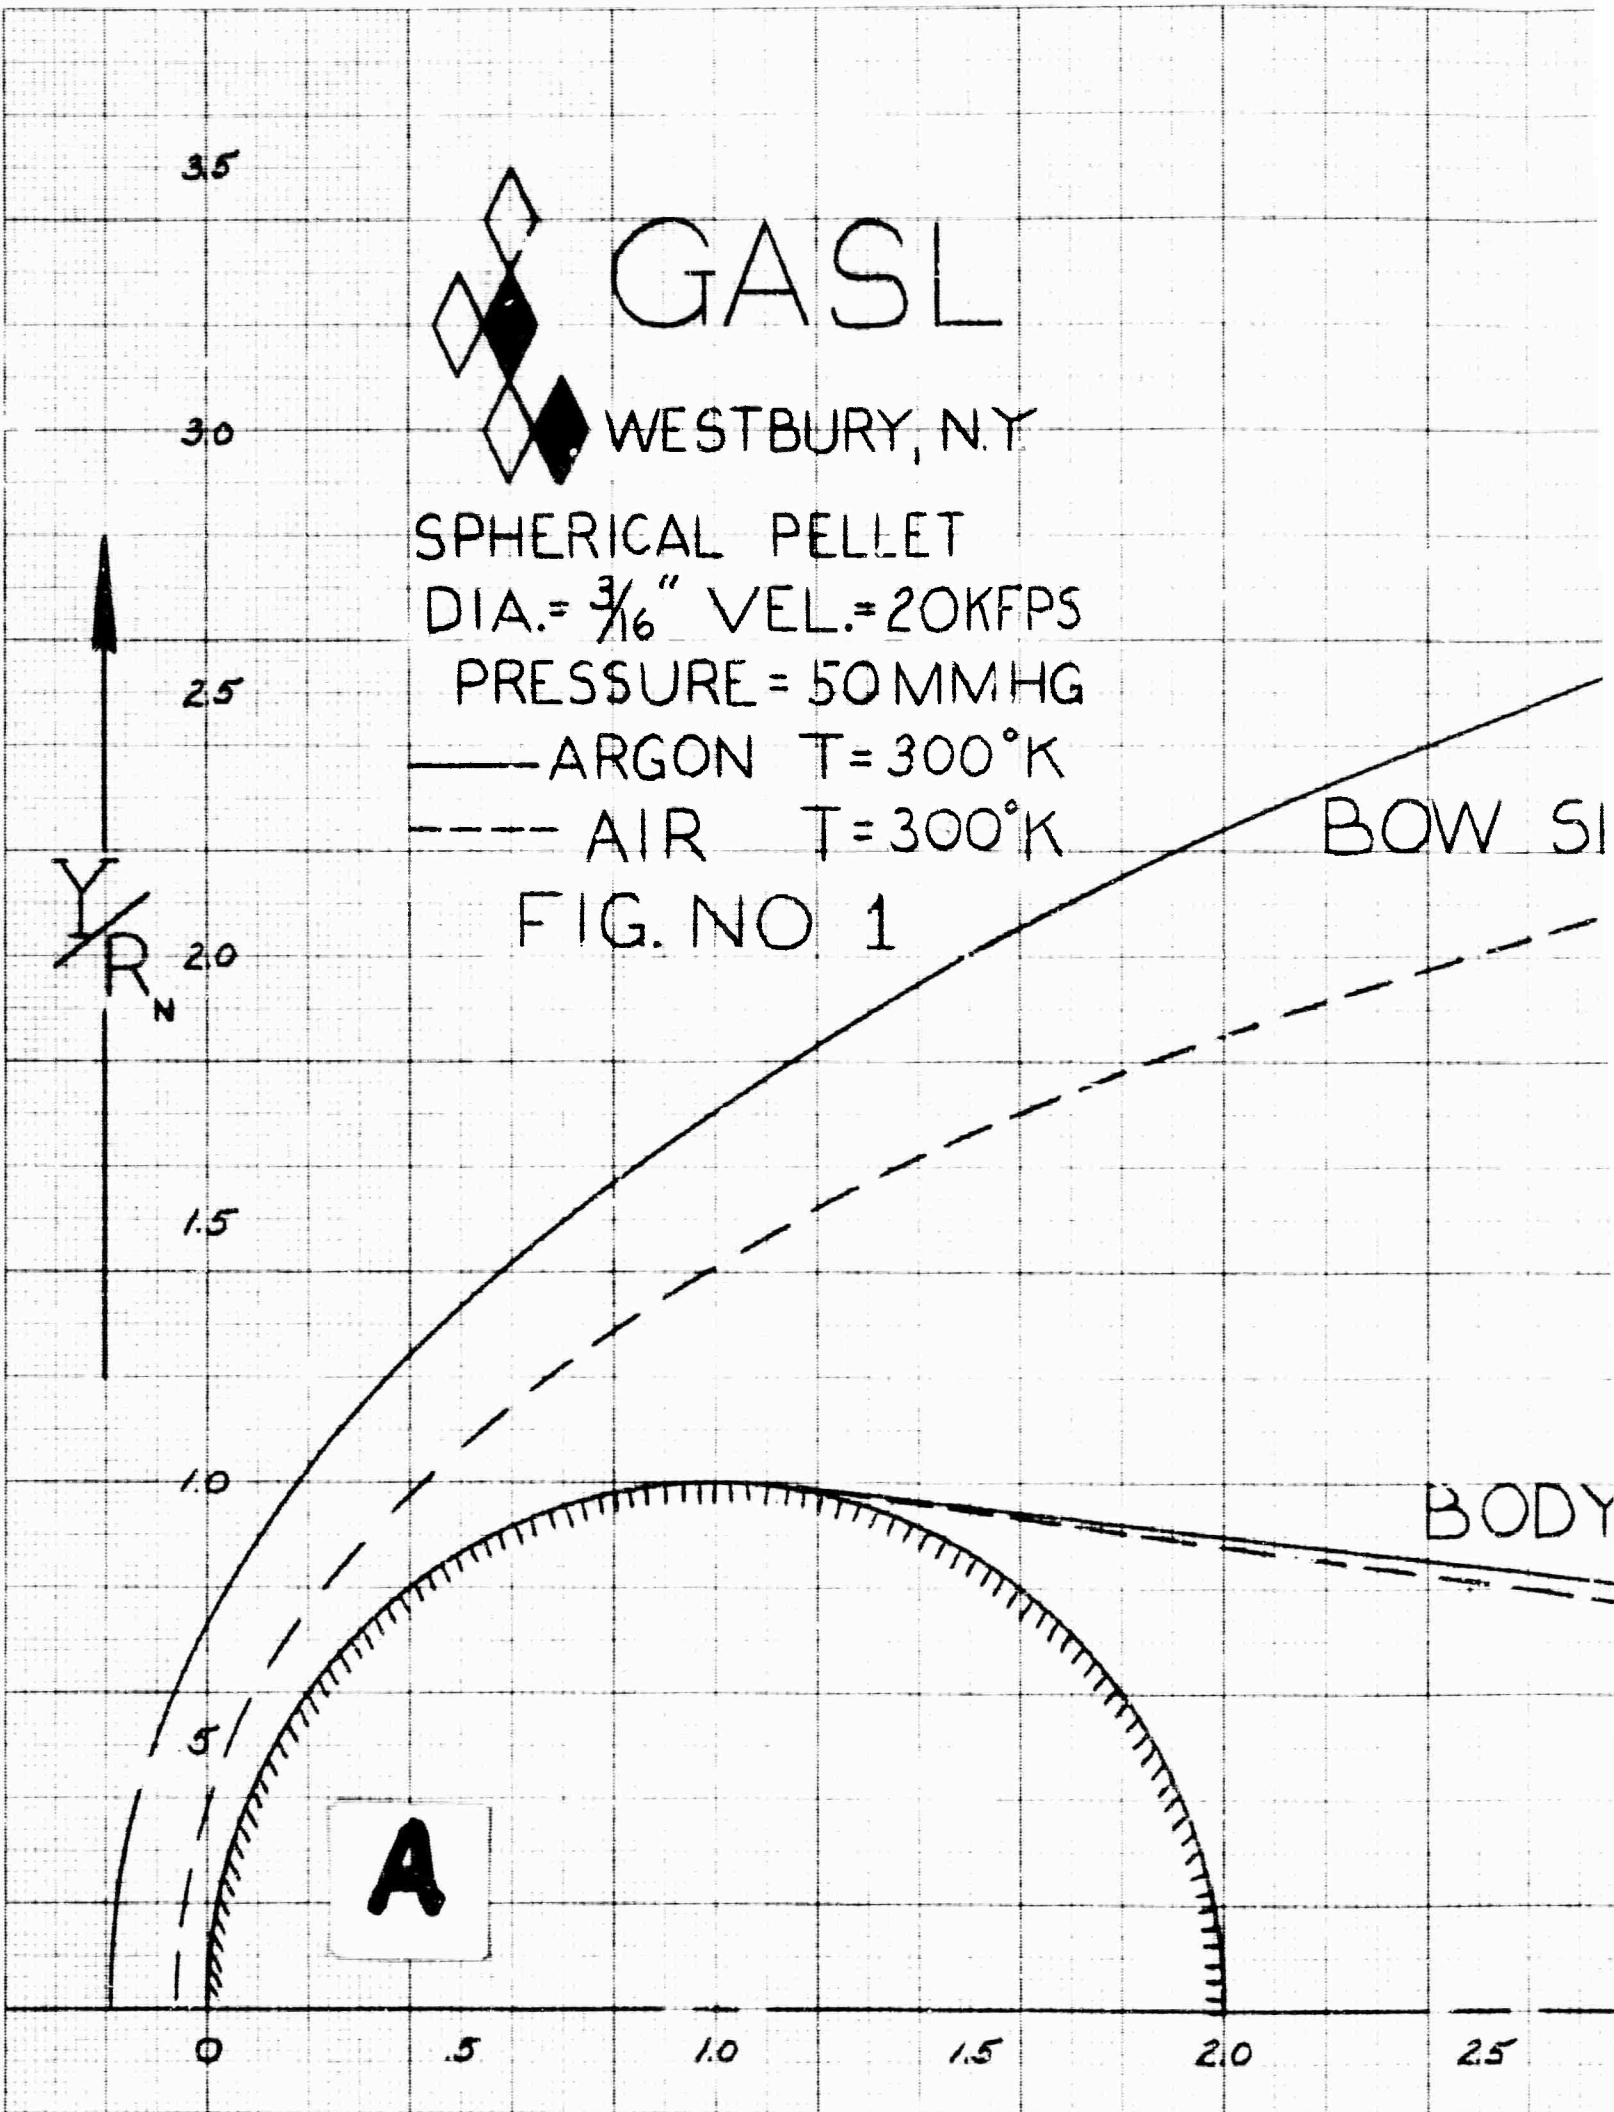 3.5
GASL
3.0
WESTBURY, N.Y
SPHERICAL PELLET
DIA.= 3/16" VEL.=20KFPS
PRESSURE = 50MMHG
2.5
ARGON T=300°K
AIR T=300°K
BOW
FIG. NO 1
Y/RN
2.0
1.5
1.0
BODY
.5
A
0 .5 1.0 1.5 2.0 2.5